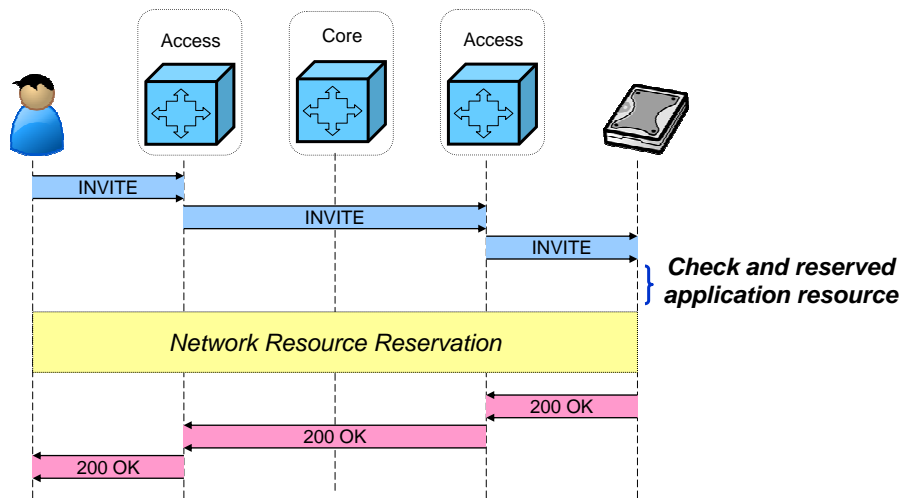 Access
Core
Access
INVITE
INVITE
INVITE
Check and reserved
application resource
Network Resource Reservation
200 OK
200 OK
200 OK